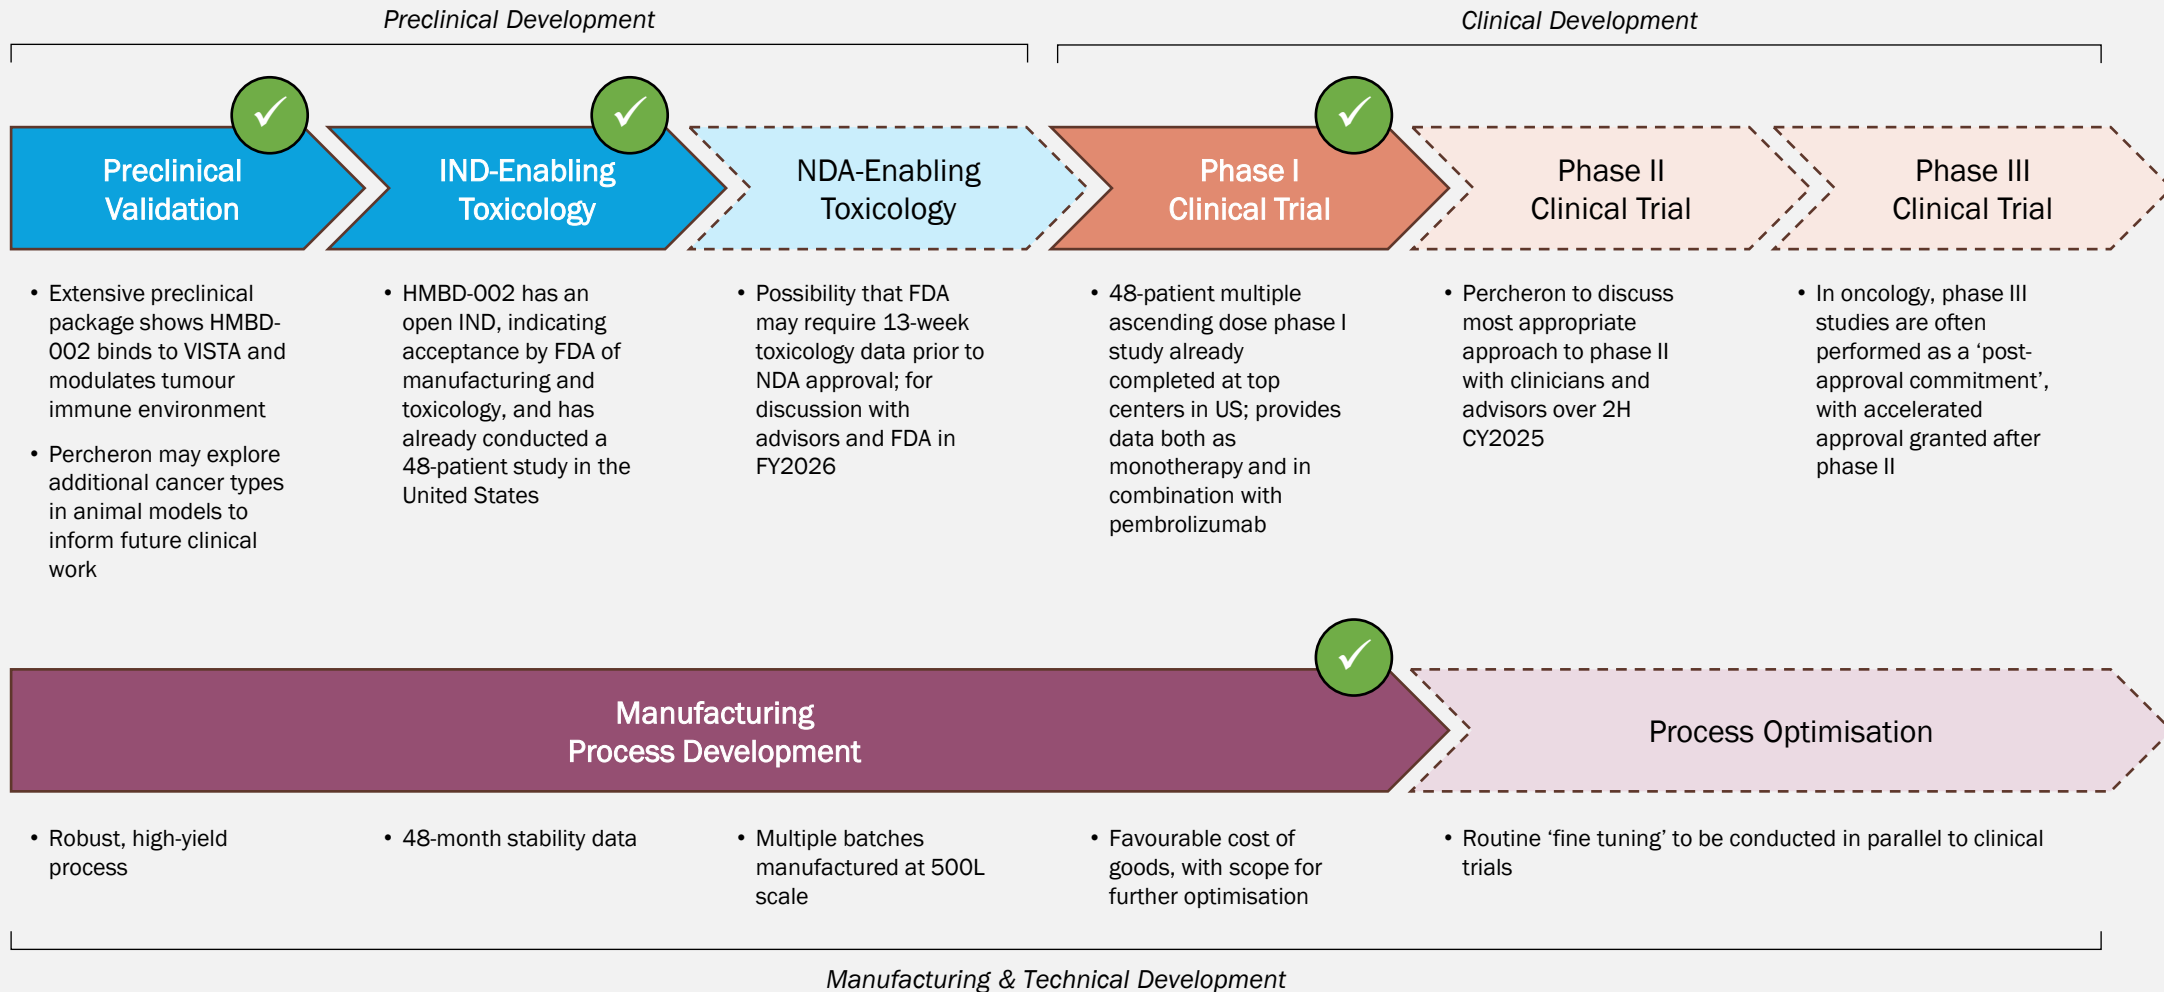 Preclinical Development
Clinical Development
Preclinical
Validation
IND-Enabling
Toxicology
NDA-Enabling
Toxicology
Phase I
Clinical Trial
Phase II
Clinical Trial
Phase III
Clinical Trial
• Extensive preclinical
package shows HMBD-
002 binds to VISTA and
modulates tumour
immune environment
• Percheron may explore
additional cancer types
in animal models to
inform future clinical
work
• HMBD-002 has an
open IND, indicating
acceptance by FDA of
manufacturing and
toxicology, and has
already conducted a
48-patient study in the
United States
• Possibility that FDA
may require 13-week
toxicology data prior to
NDA approval; for
discussion with
advisors and FDA in
FY2026
• 48-patient multiple
ascending dose phase I
study already
completed at top
centers in US; provides
data both as
monotherapy and in
combination with
pembrolizumab
• Percheron to discuss
most appropriate
approach to phase II
with clinicians and
advisors over 2H
CY2025
• In oncology, phase III
studies are often
performed as a ‘post-
approval commitment’,
with accelerated
approval granted after
phase II
Manufacturing
Process Development
Process Optimisation
• Robust, high-yield
process
• 48-month stability data
• Multiple batches
manufactured at 500L
scale
• Favourable cost of
goods, with scope for
further optimisation
• Routine ‘fine tuning’ to be conducted in parallel to clinical
trials
Manufacturing & Technical Development